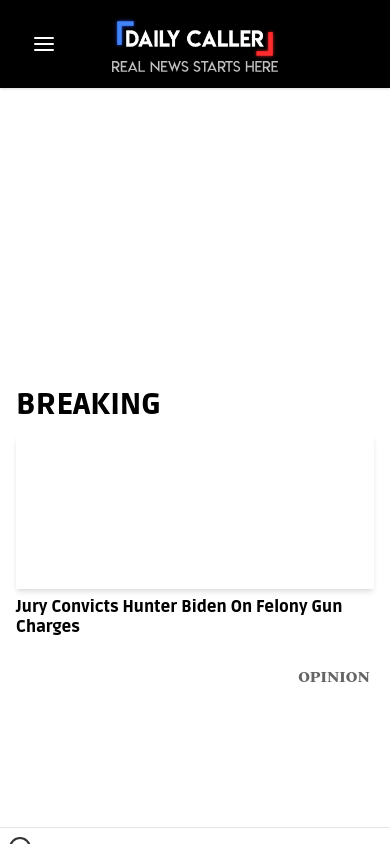 DAILY CALLER
REAL NEWS STARTS HERE
BREAKING
Jury Convicts Hunter Biden On Felony Gun
Charges
OPINION